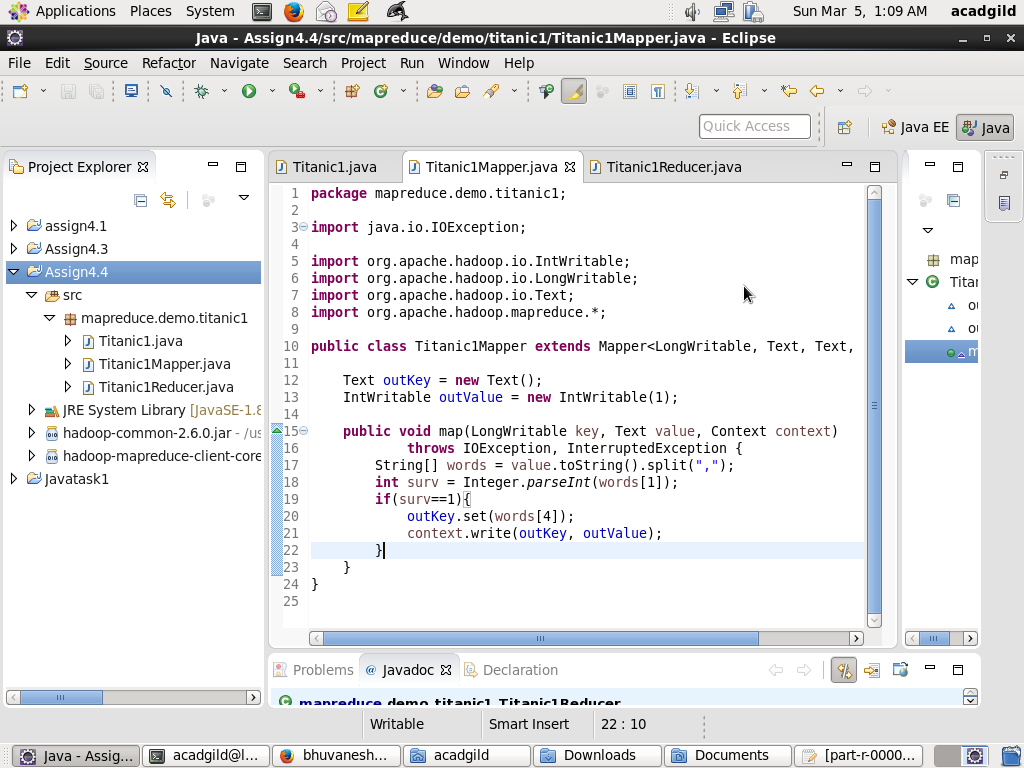 Applications Places System Sun Mar 5, 1:09 AM acadgild
Java - Assign4.4/src/mapreduce/demo/titanic1/Titanic1Mapper.java - Eclipse
File Edit Source Refactor Navigate Search Project Run Window Help
Quick Access Java EE Java
Project Explorer
assign4.1
Assign4.3
Assign4.4
src
mapreduce.demo.titanic1
Titanic1.java
Titanic1Mapper.java
Titanic1Reducer.java
JRE System Library [JavaSE-1.8
hadoop-common-2.6.0.jar - /us
hadoop-mapreduce-client-core
Javatask1
Titanic1.java Titanic1Mapper.java Titanic1Reducer.java
1 package mapreduce.demo.titanic1;
2
3 import java.io.IOException;
4
5 import org.apache.hadoop.io.IntWritable;
6 import org.apache.hadoop.io.LongWritable;
7 import org.apache.hadoop.io.Text;
8 import org.apache.hadoop.mapreduce.*;
9
10 public class Titanic1Mapper extends Mapper<LongWritable, Text, Text,
11
12 Text outKey = new Text();
13 IntWritable outValue = new IntWritable(1);
14
15 public void map(LongWritable key, Text value, Context context)
16 throws IOException, InterruptedException {
17 String[] words = value.toString().split(",");
18 int surv = Integer.parseInt(words[1]);
19 if(surv==1){
20 outKey.set(words[4]);
21 context.write(outKey, outValue);
22 }
23 }
24 }
25
map
Titar
ou
ou
m
Problems @ Javadoc Declaration
mapreduce.demo.titanic1.Titanic1Reducer
Writable Smart Insert 22 : 10
Java - Assig... acadgild@l... bhuvanesh... acadgild Downloads Documents [part-r-0000...